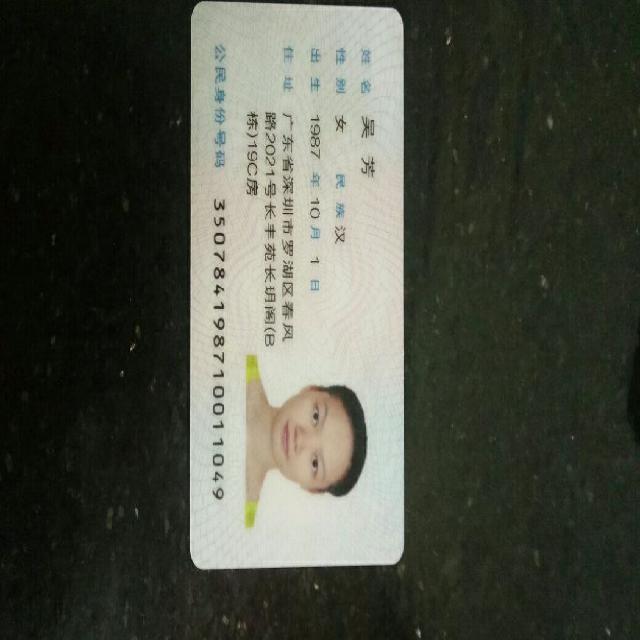 姓名 吴芳
性别 女 民族 汉
出生 1987 年 10 月 1 日
住址 广东省深圳市罗湖区春风
路2021号长丰苑长玥阁(B
栋)19C房
公民身份号码 350784198710011049